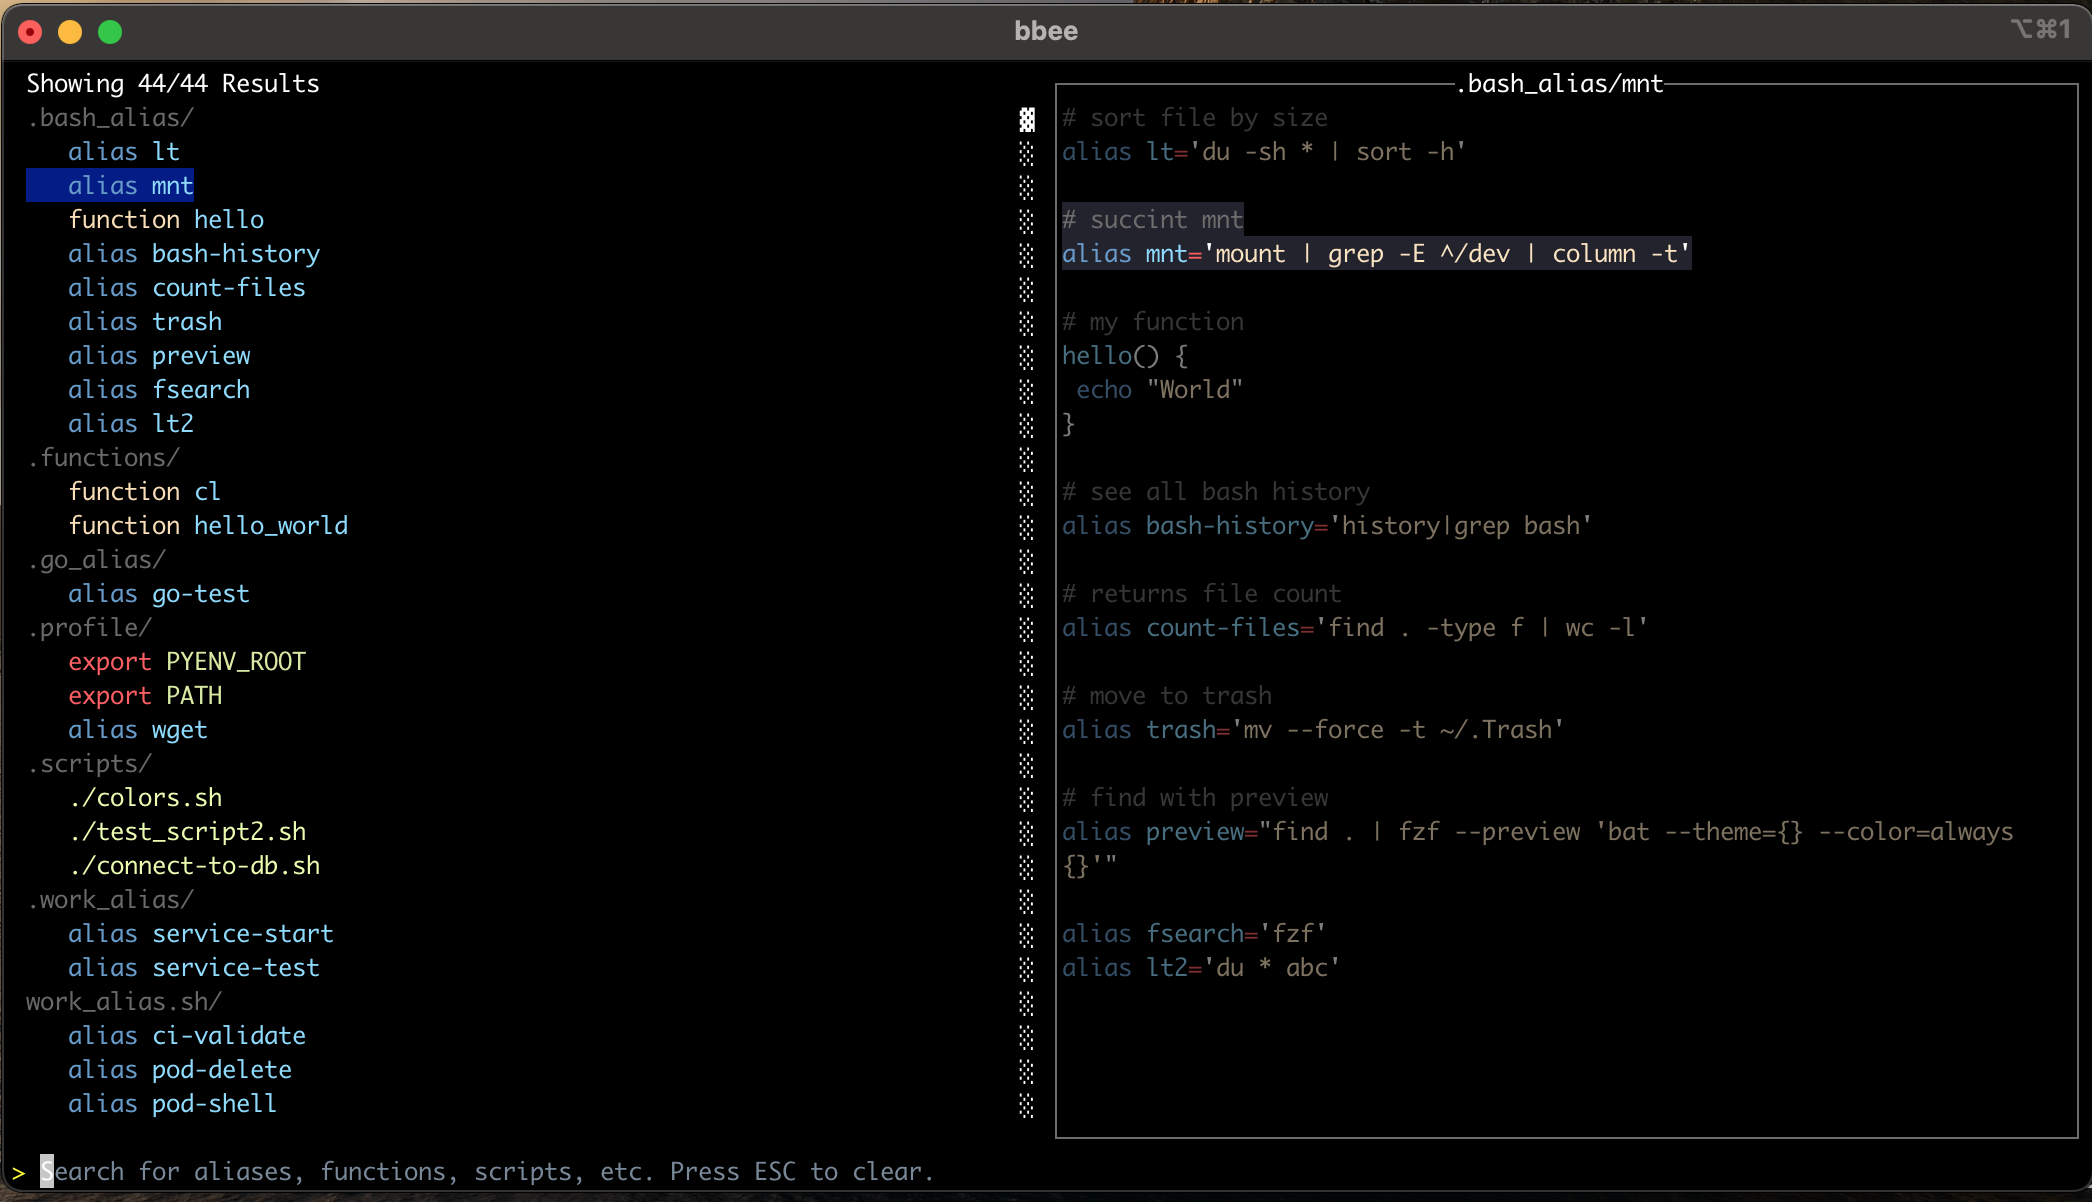 bbee
⌥⌘1
Showing 44/44 Results
.bash_alias/
alias lt
alias mnt
function hello
alias bash-history
alias count-files
alias trash
alias preview
alias fsearch
alias lt2
.functions/
function cl
function hello_world
.go_alias/
alias go-test
.profile/
export PYENV_ROOT
export PATH
alias wget
.scripts/
./colors.sh
./test_script2.sh
./connect-to-db.sh
.work_alias/
alias service-start
alias service-test
work_alias.sh/
alias ci-validate
alias pod-delete
alias pod-shell
.bash_alias/mnt
# sort file by size
alias lt='du -sh * | sort -h'
# succint mnt
alias mnt='mount | grep -E ^/dev | column -t'
# my function
hello() {
echo "World"
}
# see all bash history
alias bash-history='history|grep bash'
# returns file count
alias count-files='find . -type f | wc -l'
# move to trash
alias trash='mv --force -t ~/.Trash'
# find with preview
alias preview="find . | fzf --preview 'bat --theme={} --color=always
{}'"
alias fsearch='fzf'
alias lt2='du * abc'
> Search for aliases, functions, scripts, etc. Press ESC to clear.